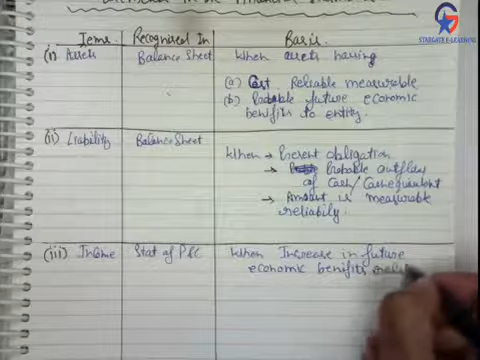 STARGATE E-LEARNING
Items Recognised In Basis
(i) Assets Balance Sheet When assets having
(a) Cost Reliable measurable
(b) Probable future economic
benefits to entity.
(ii) Liability Balance Sheet
When → Present obligation
→ Probable outflow
of Cash/Cash equivalent
→ Amount is measurable
reliabily.
(iii) Income Stat of P&L When Increase in future
economic benefits